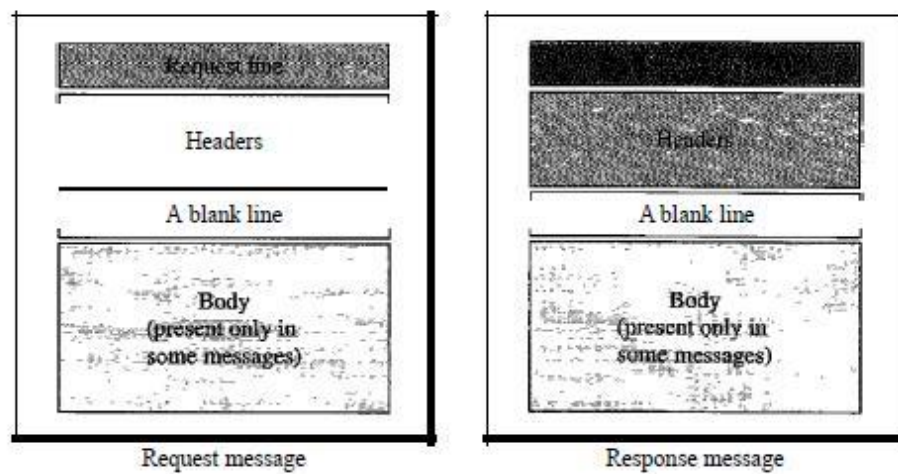 Request line
Headers
A blank line
Body
(present only in
some messages)
Request message
Headers
A blank line
Body
(present only in
some messages)
Response message